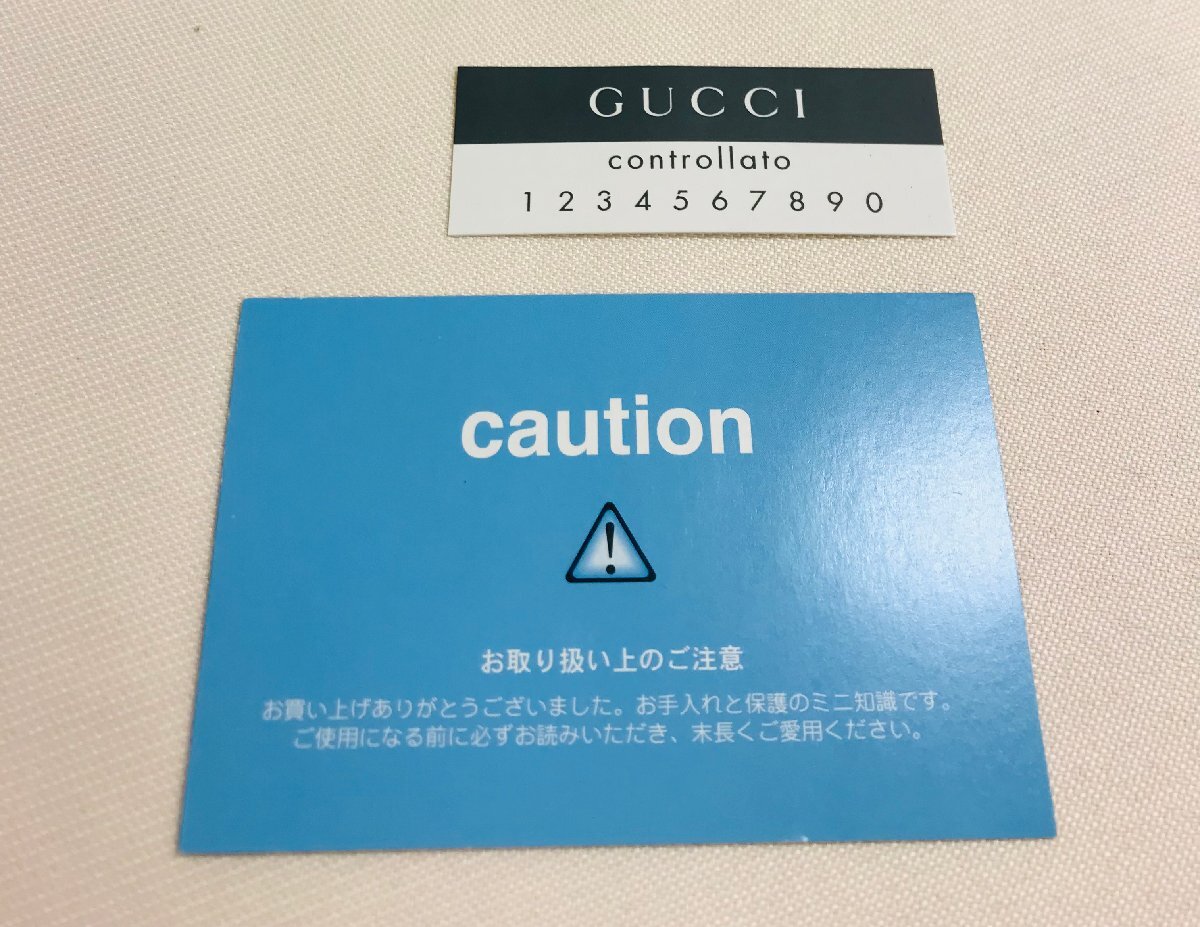 GUCCI
controllato
1 2 3 4 5 6 7 8 9 0
caution
お取り扱い上のご注意
お買い上げありがとうございました。お手入れと保護のミニ知識です。
ご使用になる前に必ずお読みいただき、末長くご愛用ください。